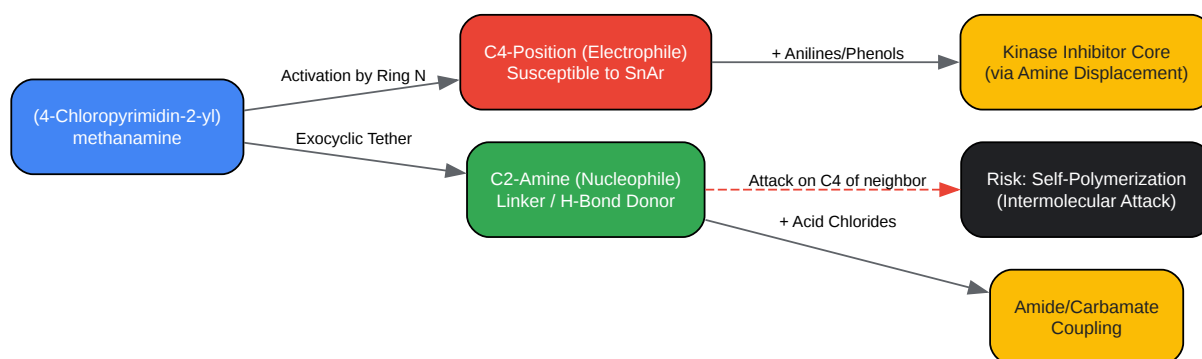 (4-Chloropyrimidin-2-yl)
methanamine
Activation by Ring N
Exocyclic Tether
C4-Position (Electrophile)
Susceptible to SnAr
C2-Amine (Nucleophile)
Linker / H-Bond Donor
+ Anilines/Phenols
Attack on C4 of neighbor
+ Acid Chlorides
Kinase Inhibitor Core
(via Amine Displacement)
Risk: Self-Polymerization
(Intermolecular Attack)
Amide/Carbamate
Coupling